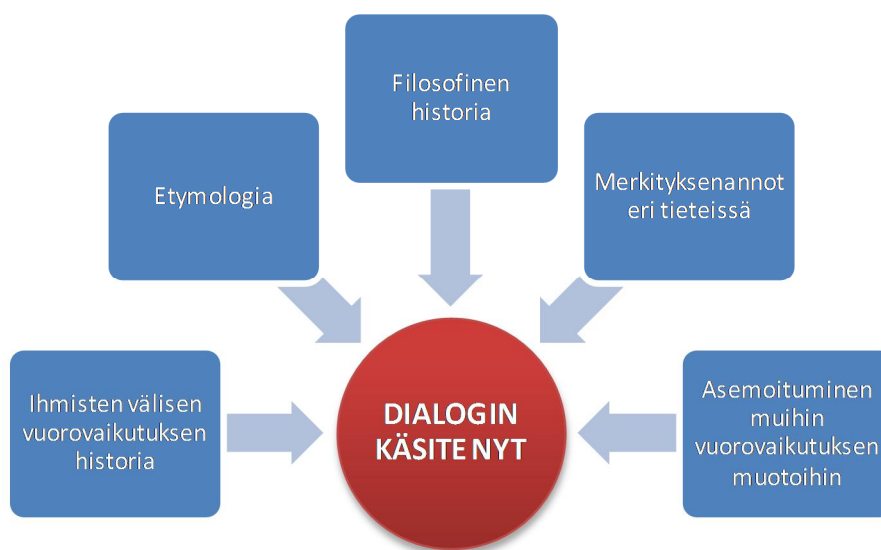 Filosofinen
historia
Etymologia
Merkityksenannot
eri tieteissä
Ihmisten välisen
vuorovaikutuksen
historia
DIALOGIN
KÄSITE NYT
Asemoituminen
muihin
vuorovaikutuksen
muotoihin